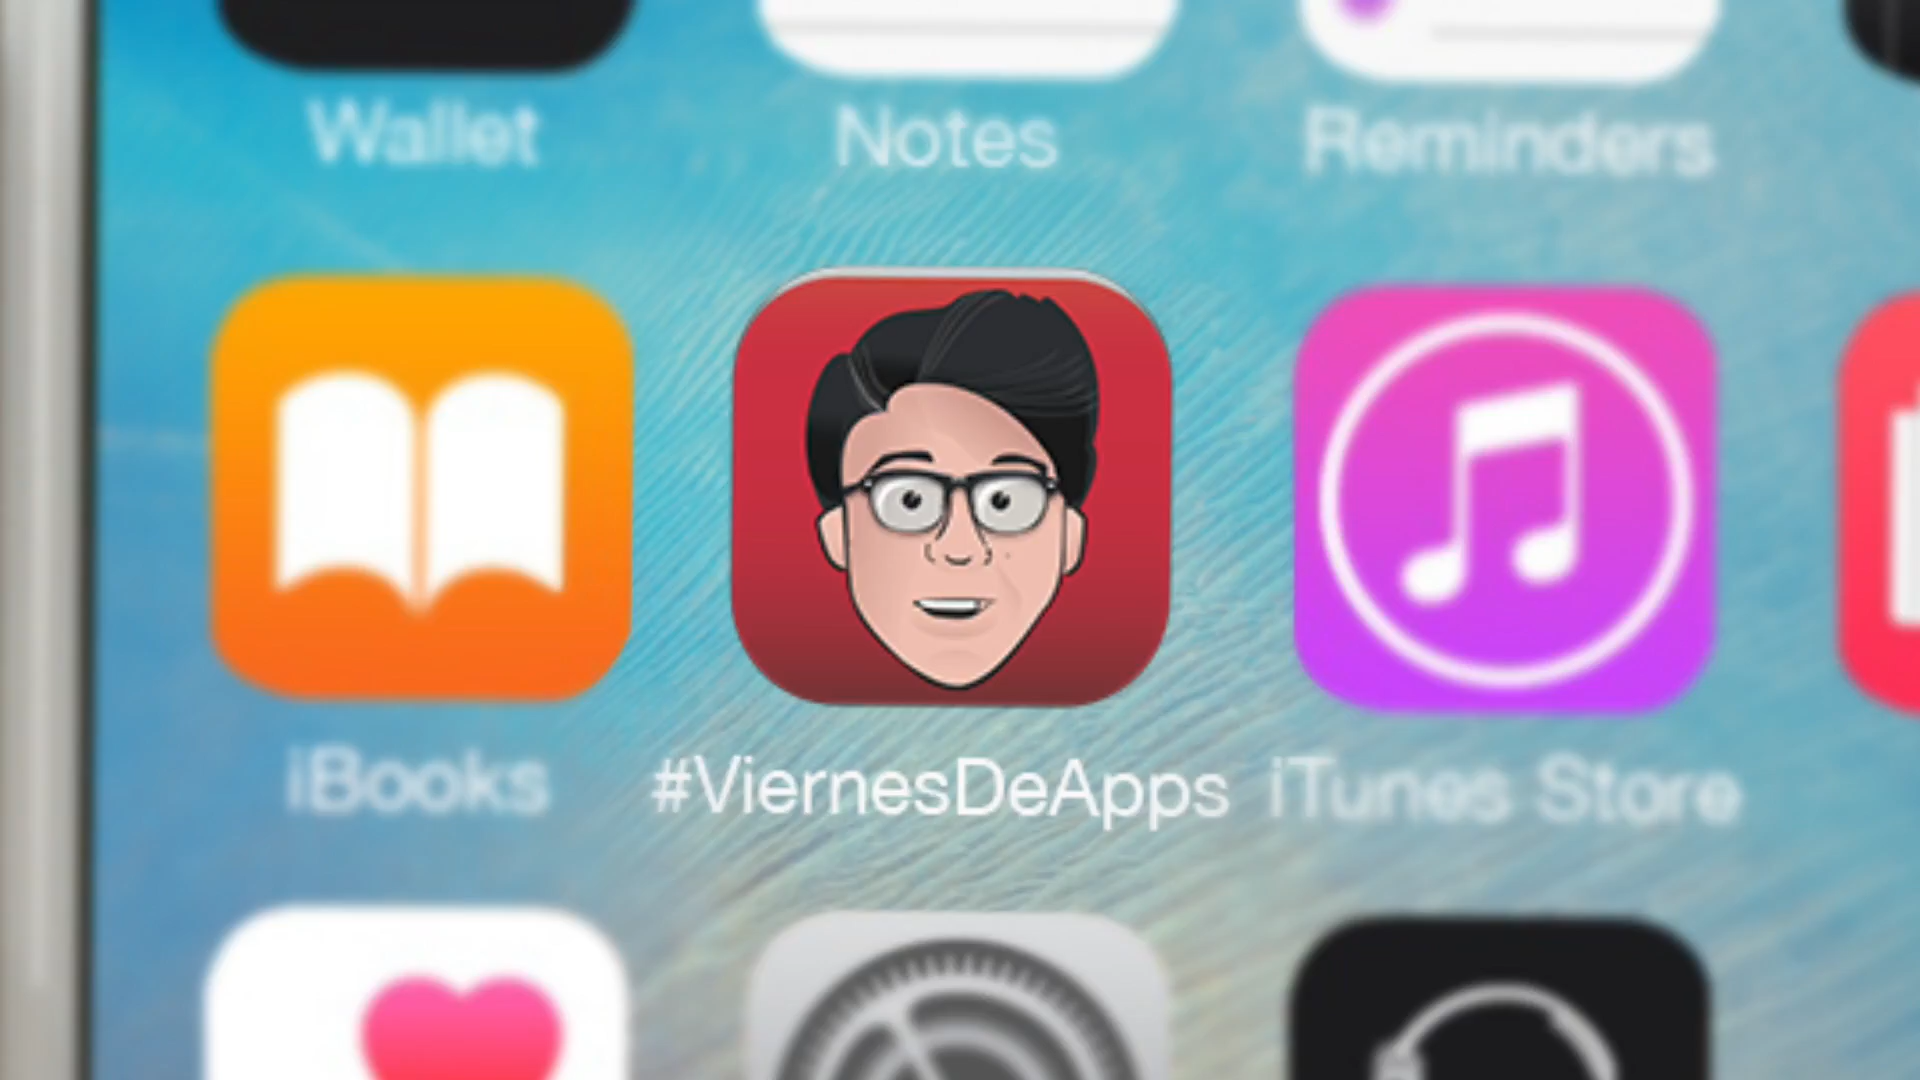 Wallet
Notes
Reminders
iBooks
#ViernesDeApps
iTunes Store